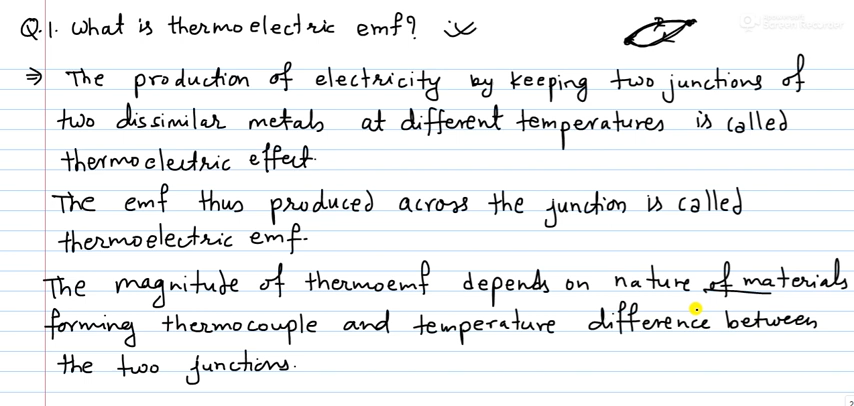 Q.1. What is thermoelectric emf?
⇒ The production of electricity by keeping two junctions of
two dissimilar metals at different temperatures is called
thermoelectric effect.
The emf thus produced across the junction is called
thermoelectric emf.
The magnitude of thermoemf depends on nature of materials
forming thermocouple and temperature difference between
the two junctions.
2